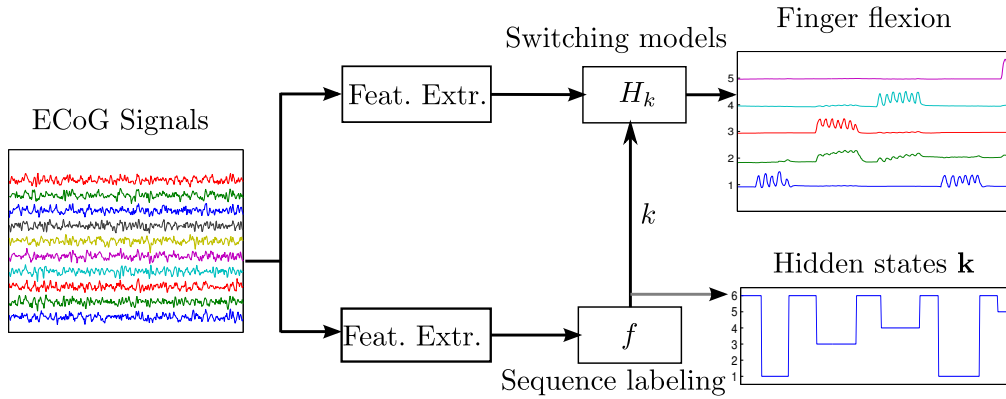 Finger flexion
Switching models
Feat. Extr.
H_k
5
4
3
2
1
ECoG Signals
k
Hidden states k
Feat. Extr.
f
Sequence labeling
6
5
4
3
2
1